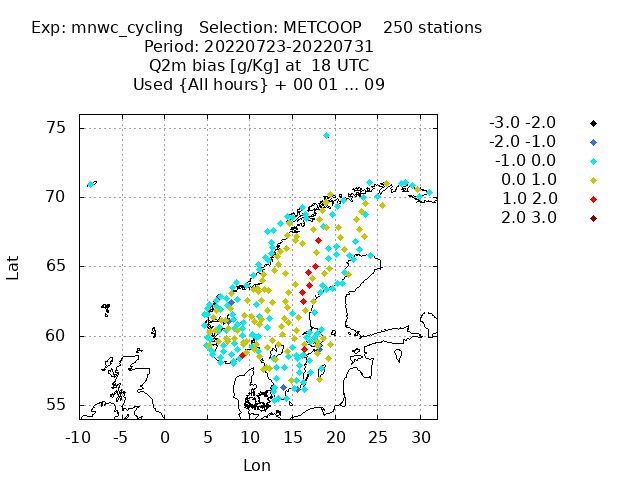 Exp: mnwc_cycling   Selection: METCOOP    250 stations
Period: 20220723-20220731
Q2m bias [g/Kg] at  18 UTC
Used {All hours} + 00 01 ... 09
-3.0 -2.0
-2.0 -1.0
-1.0 0.0
0.0 1.0
1.0 2.0
2.0 3.0
75
70
65
60
55
Lat
-10 -5 0 5 10 15 20 25 30
Lon